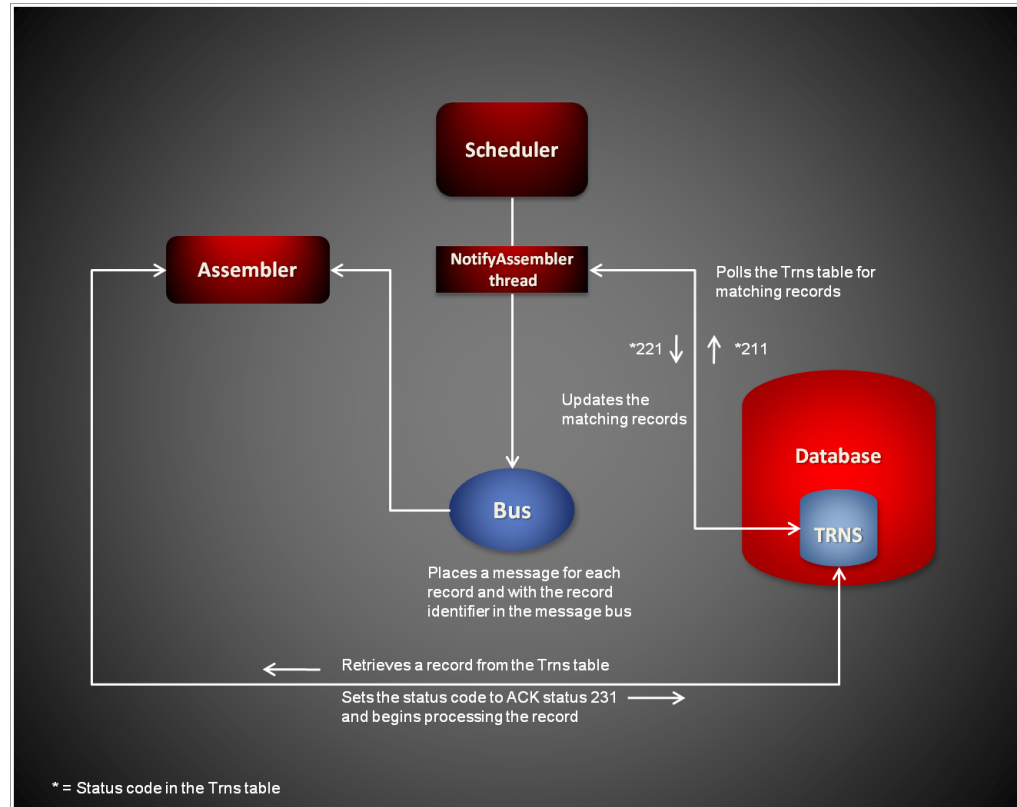 Scheduler
NotifyAssembler
thread
Assembler
Polls the Trns table for
matching records
*221
*211
Updates the
matching records
Database
TRNS
Bus
Places a message for each
record and with the record
identifier in the message bus
Retrieves a record from the Trns table
Sets the status code to ACK status 231
and begins processing the record
* = Status code in the Trns table